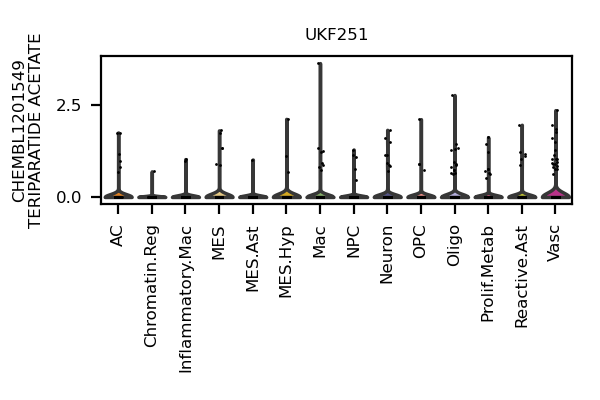 UKF251
CHEMBL1201549
TERIPARATIDE ACETATE
2.5
0.0
AC
Chromatin.Reg
Inflammatory.Mac
MES
MES.Ast
MES.Hyp
Mac
NPC
Neuron
OPC
Oligo
Prolif.Metab
Reactive.Ast
Vasc